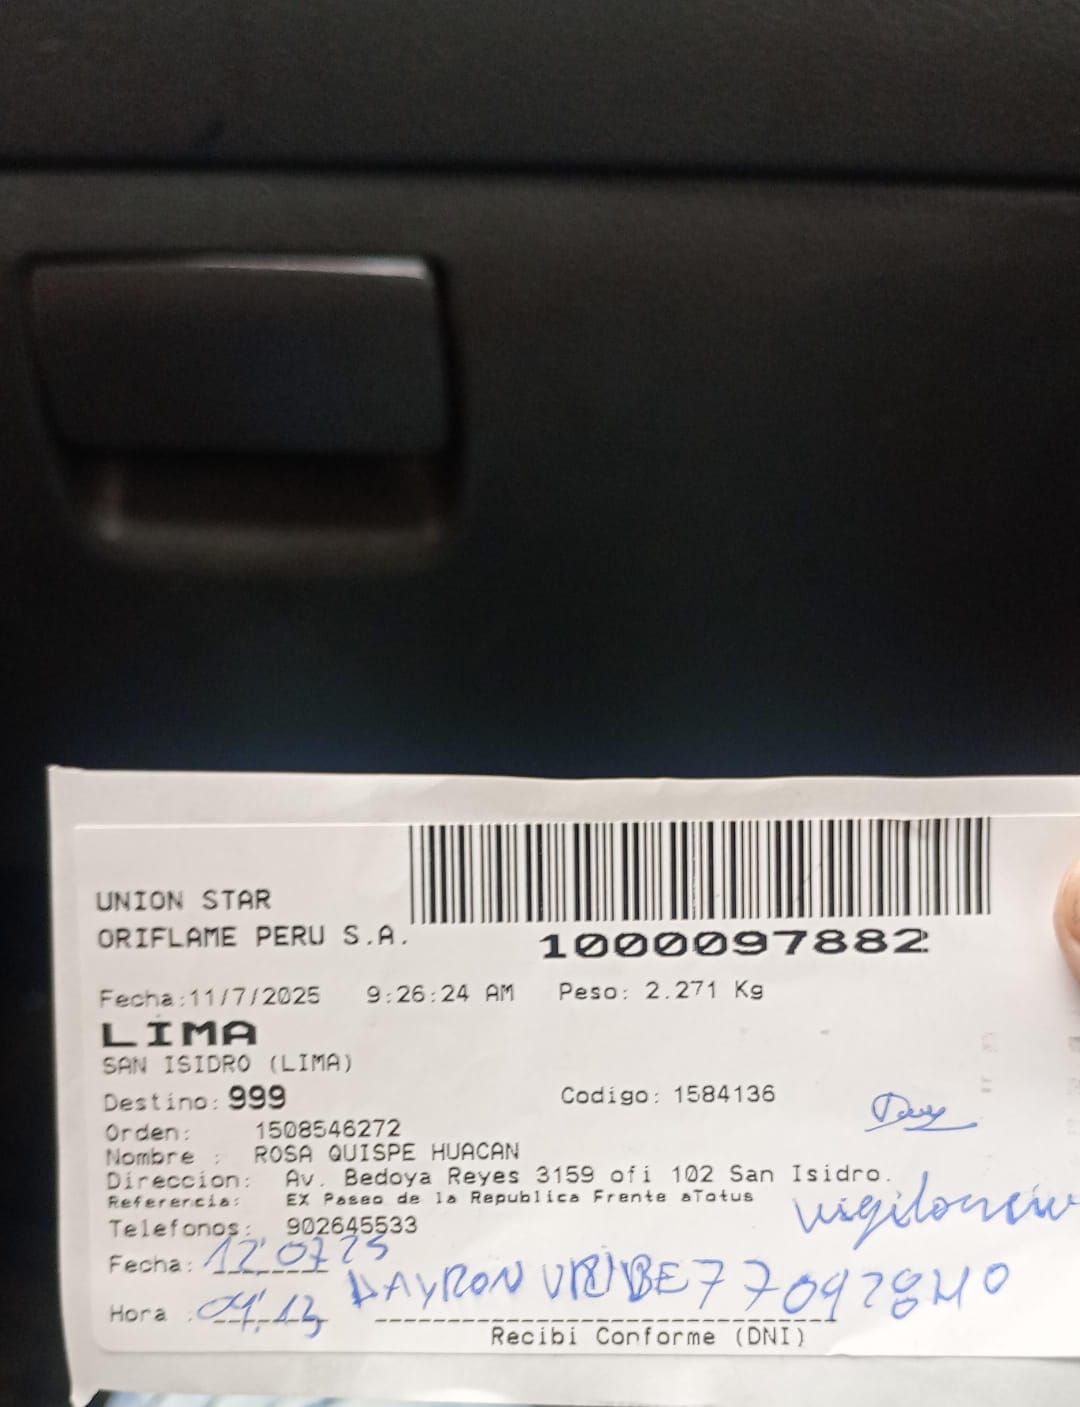 UNION STAR
ORIFLAME PERU S.A.
1000097882
Fecha:11/7/2025 9:26:24 AM Peso: 2.271 Kg
LIMA
SAN ISIDRO (LIMA)
Destino: 999 Codigo: 1584136
Orden: 1508546272
Nombre : ROSA QUISPE HUACAN
Direccion: Av. Bedoya Reyes 3159 ofi 102 San Isidro.
Referencia: EX Paseo de la Republica Frente aTotus
Telefonos: 902645533
Fecha: 12 07 25
Hora :
DAYRON URIBE
Recibi Conforme (DNI)